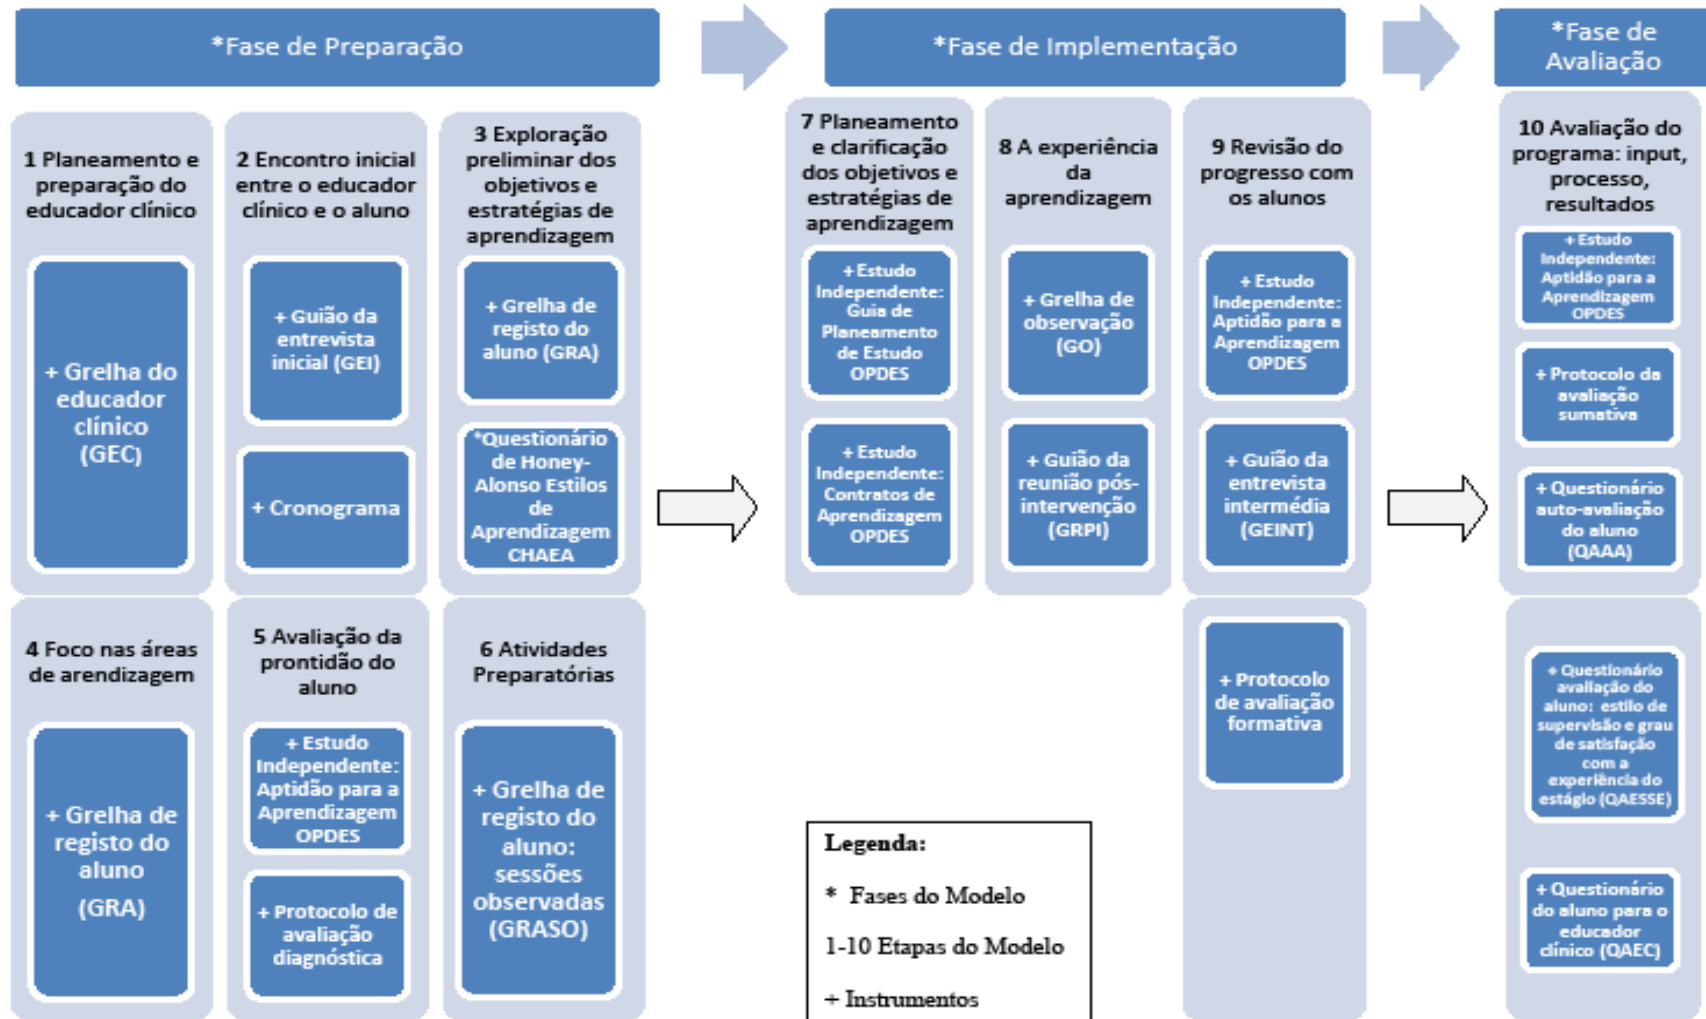 *Fase de Preparação
*Fase de Implementação
*Fase de
Avaliação
1 Planeamento e
preparação do
educador clínico
+ Grelha do
educador
clínico
(GEC)
2 Encontro inicial
entre o educador
clínico e o aluno
+ Guião da
entrevista
inicial (GEI)
+ Cronograma
3 Exploração
preliminar dos
objetivos e
estratégias de
aprendizagem
+ Grelha de
registo do
aluno (GRA)
*Questionário
de Honey-
Alonso Estilos
de
Aprendizagem
CHAEA
4 Foco nas áreas
de arendizagem
+ Grelha de
registo do
aluno
(GRA)
5 Avaliação da
prontidão do
aluno
+ Estudo
Independente:
Aptidão para a
Aprendizagem
OPDES
+ Protocolo de
avaliação
diagnóstica
6 Atividades
Preparatórias
+ Grelha de
registo do
aluno:
sessões
observadas
(GRASO)
7 Planeamento
e clarificação
dos objetivos e
estratégias de
aprendizagem
+ Estudo
Independente:
Guia de
Planeamento
de Estudo
OPDES
+ Estudo
Independente:
Contratos de
Aprendizagem
OPDES
8 A experiência
da
aprendizagem
+ Grelha de
observação
(GO)
+ Guião da
reunião pós-
intervenção
(GRPI)
9 Revisão do
progresso com
os alunos
+ Estudo
Independente:
Aptidão para a
Aprendizagem
OPDES
+ Guião da
entrevista
intermédia
(GEINT)
+ Protocolo
de avaliação
formativa
10 Avaliação do
programa: input,
processo,
resultados
+ Estudo
Independente:
Aptidão para a
Aprendizagem
OPDES
+ Protocolo da
avaliação
sumativa
+ Questionário
auto-avaliação
do aluno
(QAAA)
+ Questionário
avaliação do
aluno: estilo de
supervisão e grau
de satisfação
com a
experiência do
estágio (QAESSE)
+ Questionário
do aluno para o
educador
clínico (QAEC)
Legenda:
* Fases do Modelo
1-10 Etapas do Modelo
+ Instrumentos